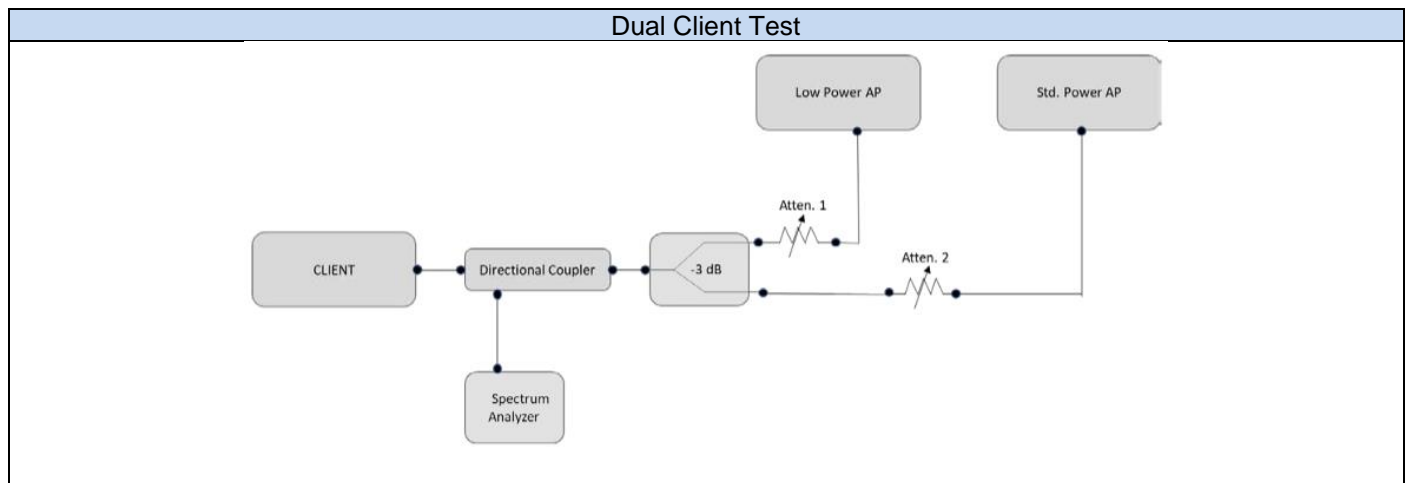 Dual Client Test
Low Power AP
Std. Power AP
Atten. 1
Atten. 2
CLIENT
Directional Coupler
-3 dB
Spectrum
Analyzer